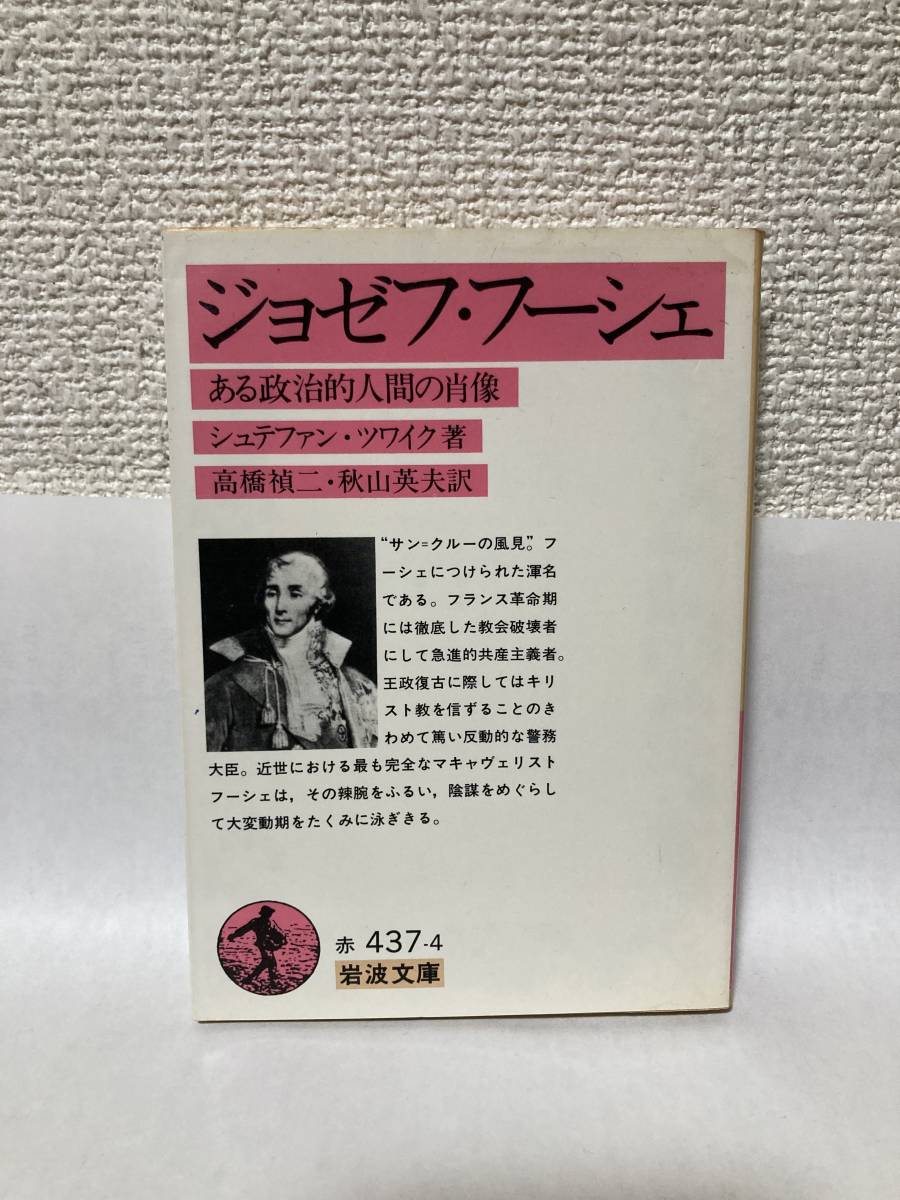 ジョゼフ・フーシェ
ある政治的人間の肖像
シュテファン・ツワイク著
高橋禎二・秋山英夫訳
“サン=クルーの風見”。フ
ーシェにつけられた渾名
である。フランス革命期
には徹底した教会破壊者
にして急進的共産主義者。
王政復古に際してはキリ
スト教を信ずることのき
わめて篤い反動的な警務
大臣。近世における最も完全なマキャヴェリスト
フーシェは，その辣腕をふるい，陰謀をめぐらし
て大変動期をたくみに泳ぎきる。
赤 437-4
岩波文庫